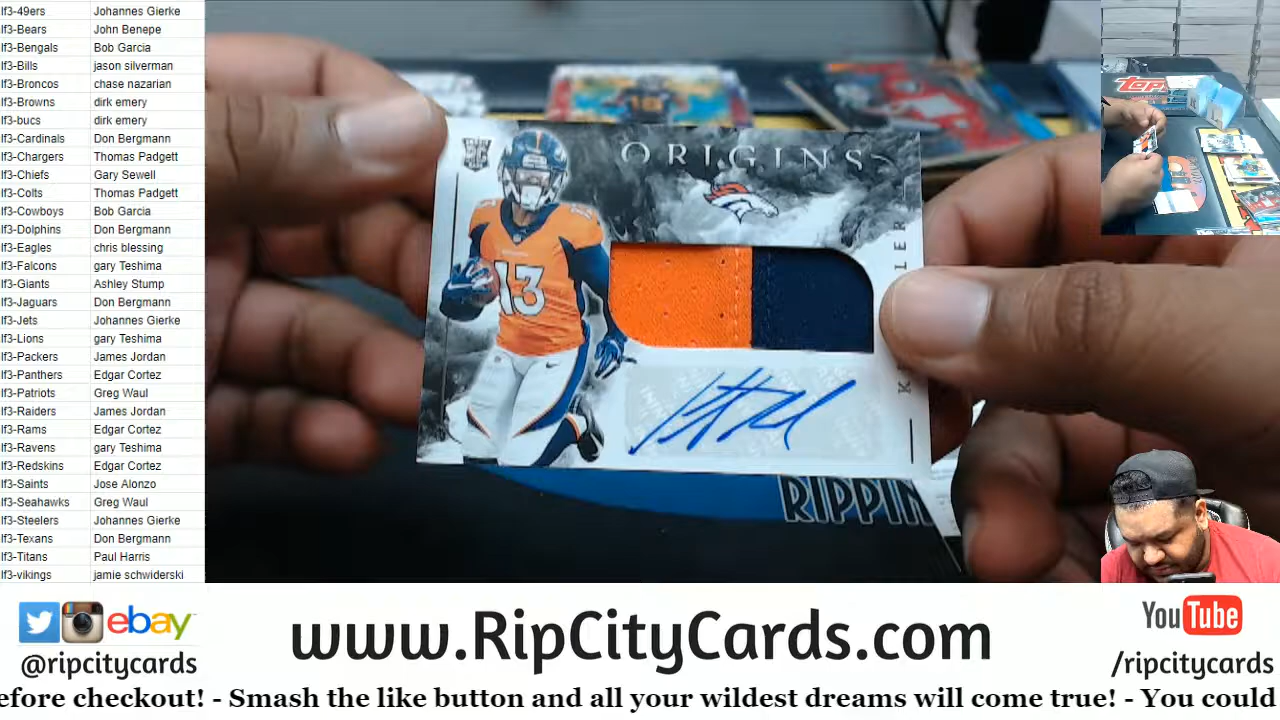 lf3-49ers Johannes Gierke
lf3-Bears John Benepe
lf3-Bengals Bob Garcia
lf3-Bills jason silverman
lf3-Broncos chase nazarian
lf3-Browns dirk emery
lf3-bucs dirk emery
lf3-Cardinals Don Bergmann
lf3-Chargers Thomas Padgett
lf3-Chiefs Gary Sewell
lf3-Colts Thomas Padgett
lf3-Cowboys Bob Garcia
lf3-Dolphins Don Bergmann
lf3-Eagles chris blessing
lf3-Falcons gary Teshima
lf3-Giants Ashley Stump
lf3-Jaguars Don Bergmann
lf3-Jets Johannes Gierke
lf3-Lions gary Teshima
lf3-Packers James Jordan
lf3-Panthers Edgar Cortez
lf3-Patriots Greg Waul
lf3-Raiders James Jordan
lf3-Rams Edgar Cortez
lf3-Ravens gary Teshima
lf3-Redskins Edgar Cortez
lf3-Saints Jose Alonzo
lf3-Seahawks Greg Waul
lf3-Steelers Johannes Gierke
lf3-Texans Don Bergmann
lf3-Titans Paul Harris
lf3-vikings jamie schwiderski
ORIGINS
13
RIPPIN
Topps
ebay
@ripcitycards
www.RipCityCards.com
YouTube
/ripcitycards
efore checkout! - Smash the like button and all your wildest dreams will come true! - You could